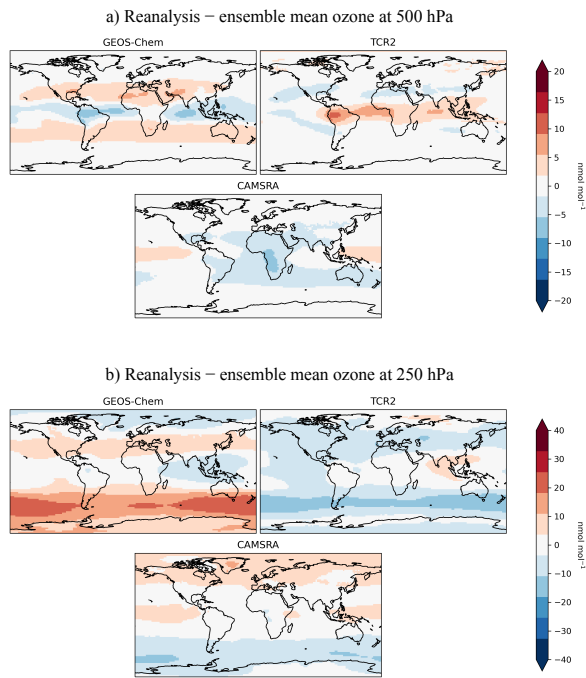 a) Reanalysis − ensemble mean ozone at 500 hPa
GEOS-Chem
TCR2
CAMSRA
20
15
10
5
0
−5
−10
−15
−20
nmol mol⁻¹
b) Reanalysis − ensemble mean ozone at 250 hPa
GEOS-Chem
TCR2
CAMSRA
40
30
20
10
0
−10
−20
−30
−40
nmol mol⁻¹